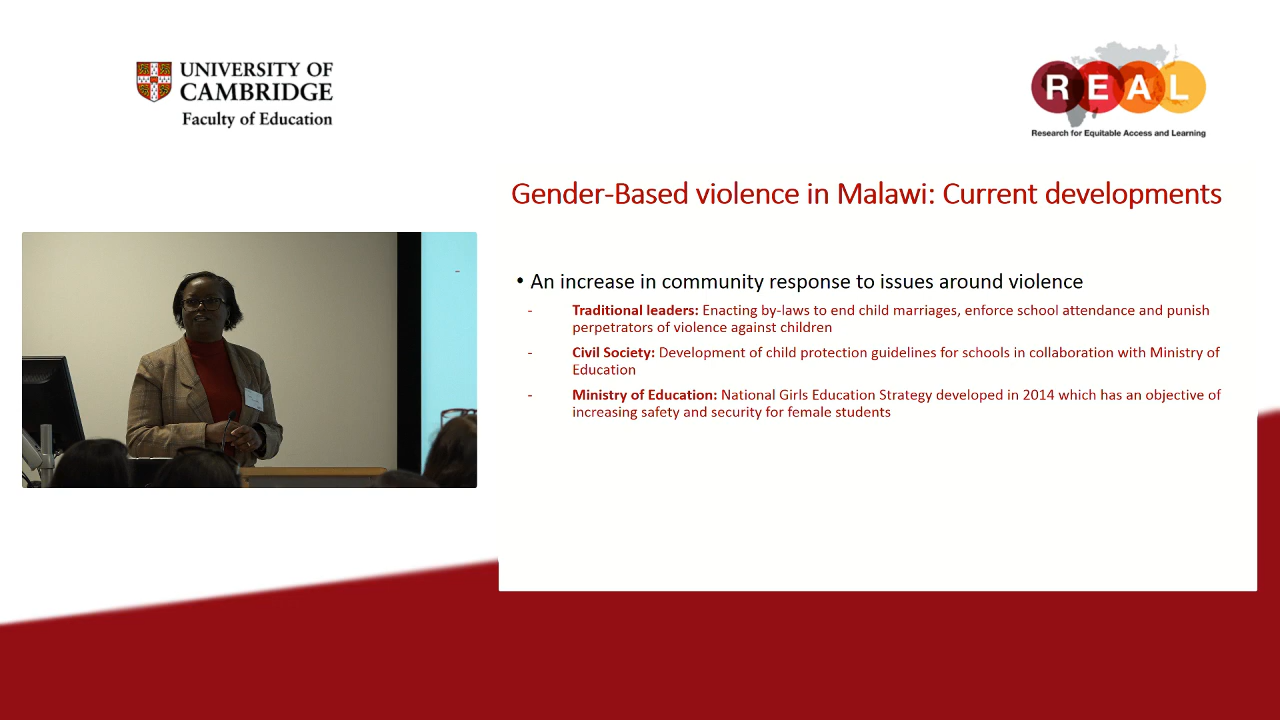 UNIVERSITY OF
CAMBRIDGE
Faculty of Education
REAL
Research for Equitable Access and Learning
Gender-Based violence in Malawi: Current developments
• An increase in community response to issues around violence
- Traditional leaders: Enacting by-laws to end child marriages, enforce school attendance and punish
perpetrators of violence against children
- Civil Society: Development of child protection guidelines for schools in collaboration with Ministry of
Education
- Ministry of Education: National Girls Education Strategy developed in 2014 which has an objective of
increasing safety and security for female students